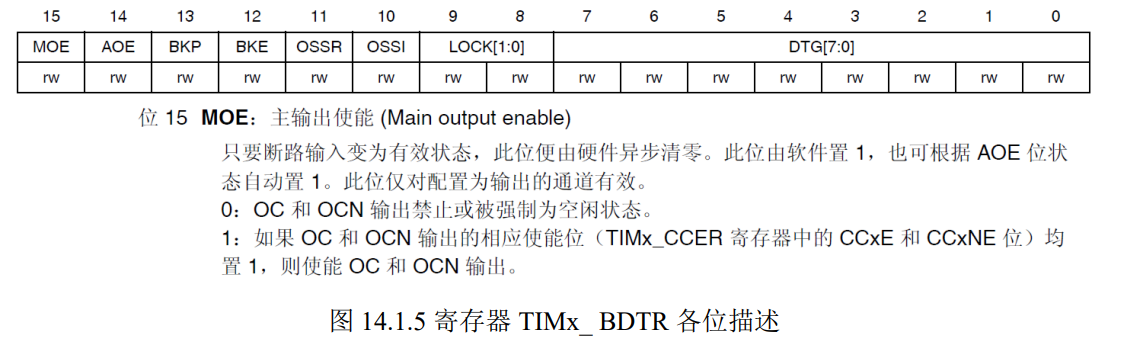 15 14 13 12 11 10 9 8 7 6 5 4 3 2 1 0
MOE AOE BKP BKE OSSR OSSI LOCK[1:0] DTG[7:0]
rw rw rw rw rw rw rw rw rw rw rw rw rw rw rw rw
位 15 MOE：主输出使能 (Main output enable)
只要断路输入变为有效状态，此位便由硬件异步清零。此位由软件置 1，也可根据 AOE 位状
态自动置 1。此位仅对配置为输出的通道有效。
0：OC 和 OCN 输出禁止或被强制为空闲状态。
1：如果 OC 和 OCN 输出的相应使能位（TIMx_CCER 寄存器中的 CCxE 和 CCxNE 位）均
置 1，则使能 OC 和 OCN 输出。
图 14.1.5 寄存器 TIMx_ BDTR 各位描述